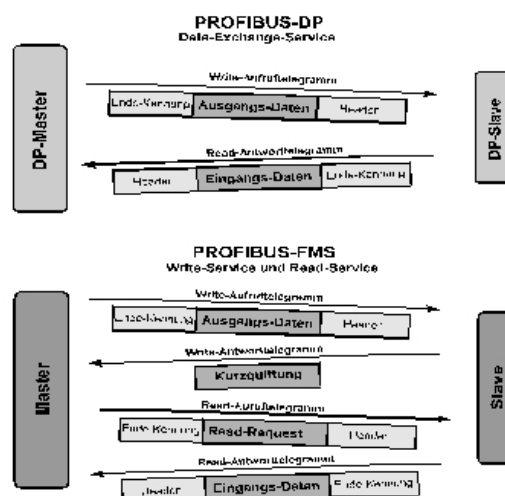 PROFIBUS-DP
Data-Exchange-Service
DP-Master
DP-Slave
Write-Aufruftelegramm
Ende-Kennung Ausgangs-Daten Header
Read-Antworttelegramm
Header Eingangs-Daten Ende-Kennung
PROFIBUS-FMS
Write-Service und Read-Service
Master
Slave
Write-Aufruftelegramm
Ende-Kennung Ausgangs-Daten Header
Write-Antworttelegramm
Kurzquittung
Read-Aufruftelegramm
Ende-Kennung Read-Request Header
Read-Antworttelegramm
Header Eingangs-Daten Ende-Kennung